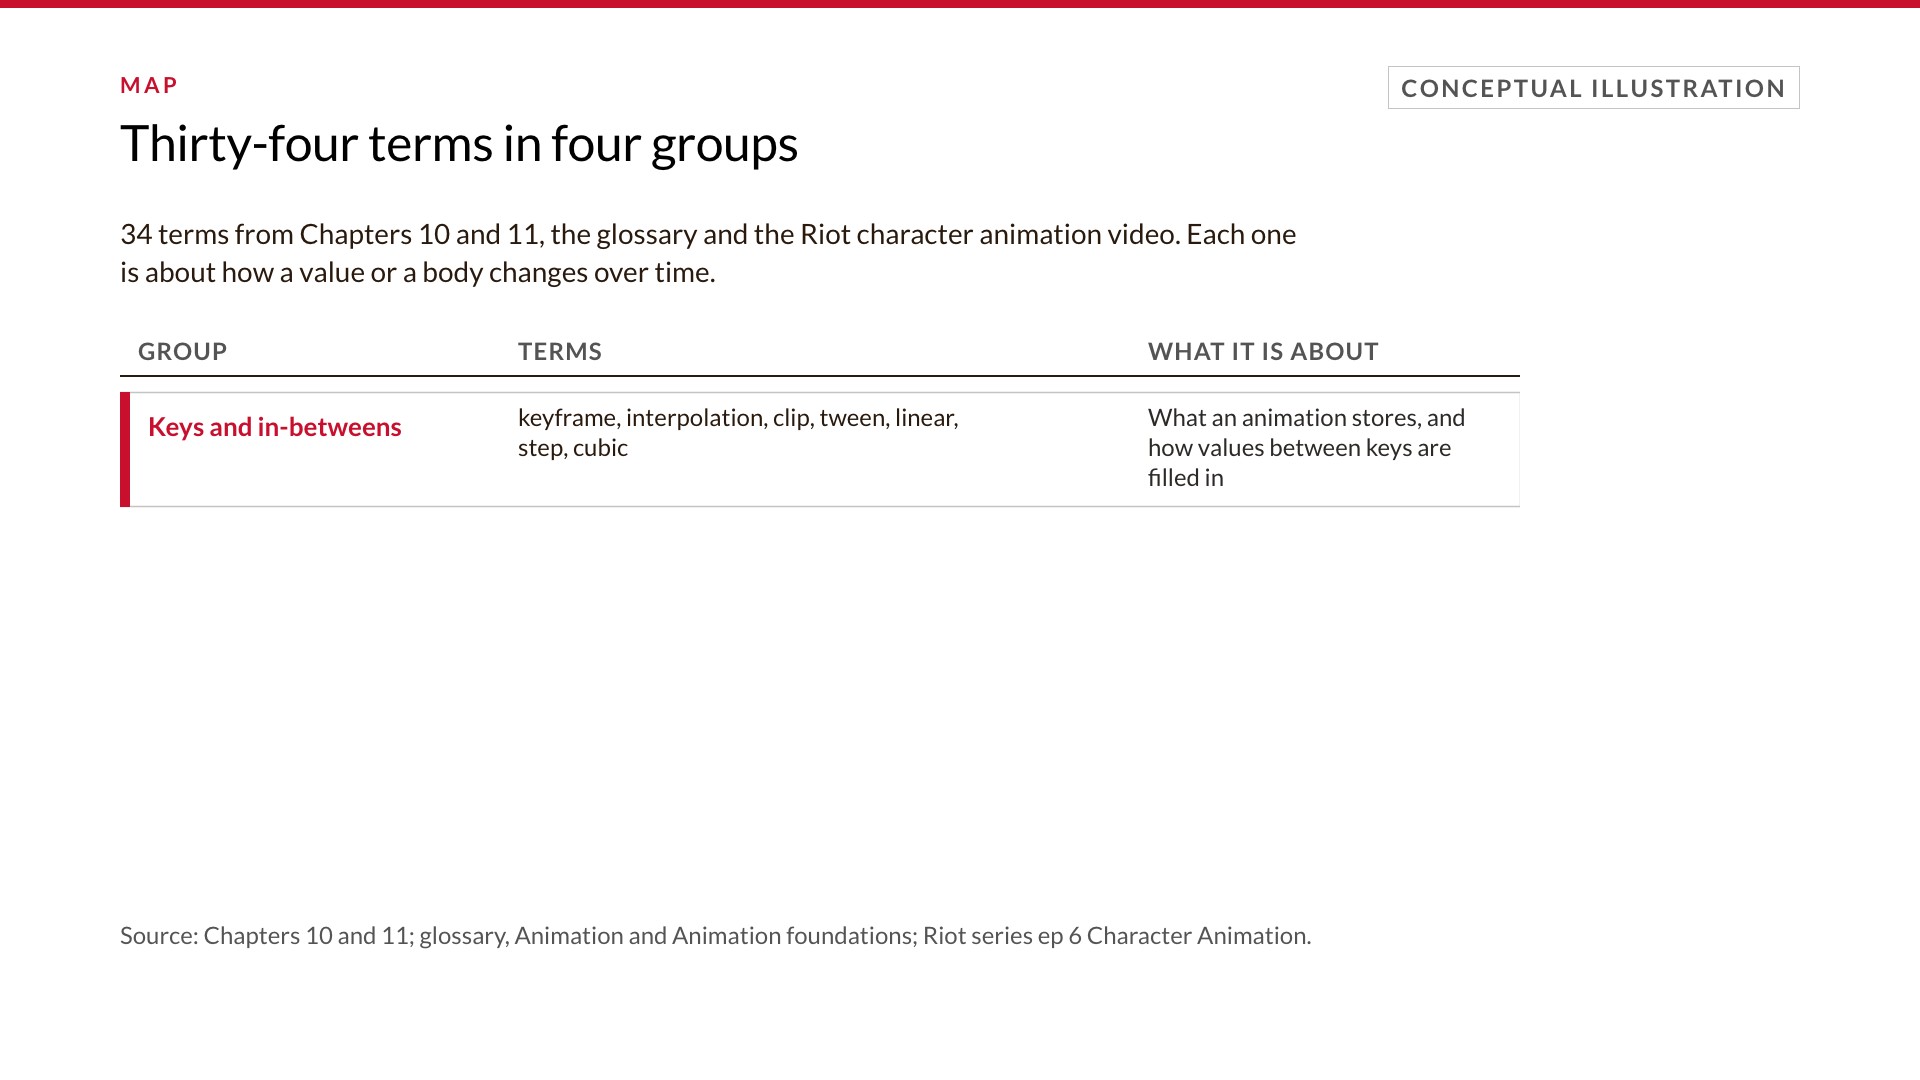 MAP
CONCEPTUAL ILLUSTRATION
Thirty-four terms in four groups
34 terms from Chapters 10 and 11, the glossary and the Riot character animation video. Each one
is about how a value or a body changes over time.
GROUP TERMS WHAT IT IS ABOUT
Keys and in-betweens
keyframe, interpolation, clip, tween, linear,
step, cubic
What an animation stores, and
how values between keys are
filled in
Source: Chapters 10 and 11; glossary, Animation and Animation foundations; Riot series ep 6 Character Animation.